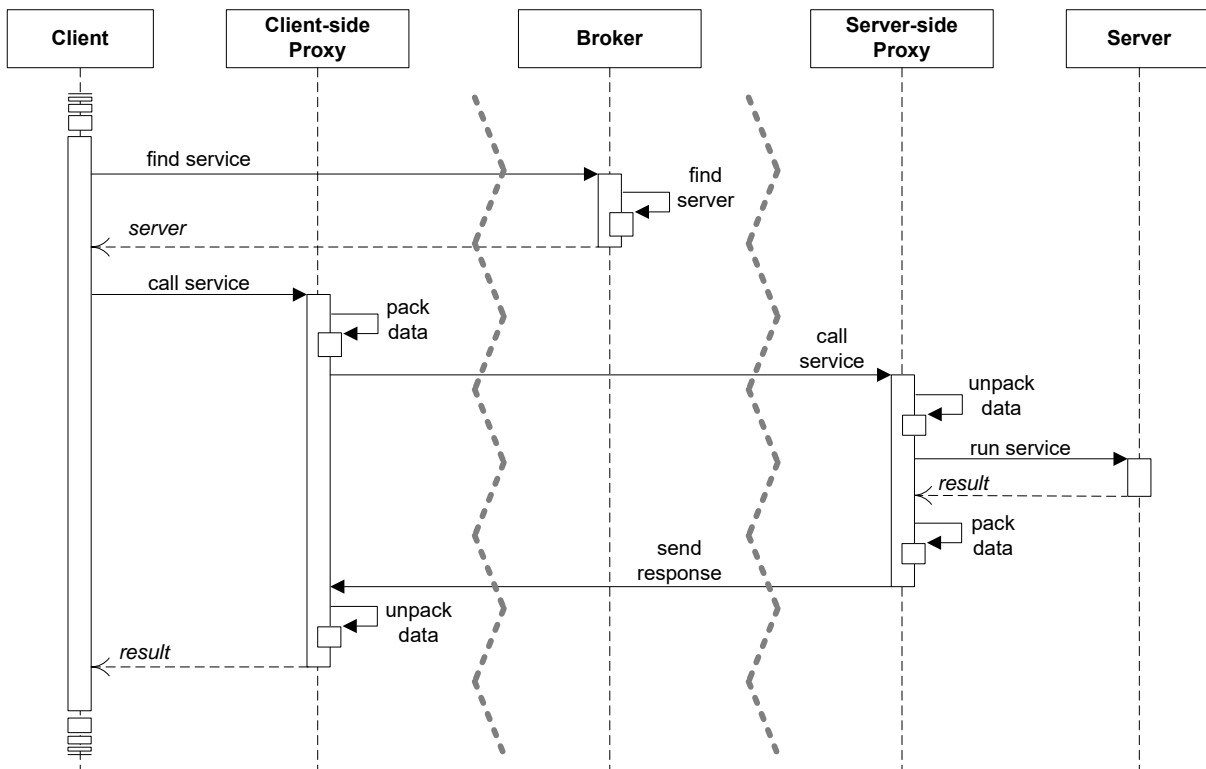 Client
Client-side
Proxy
Broker
Server-side
Proxy
Server
find service
find
server
server
call service
pack
data
call
service
unpack
data
run service
result
pack
data
send
response
unpack
data
result